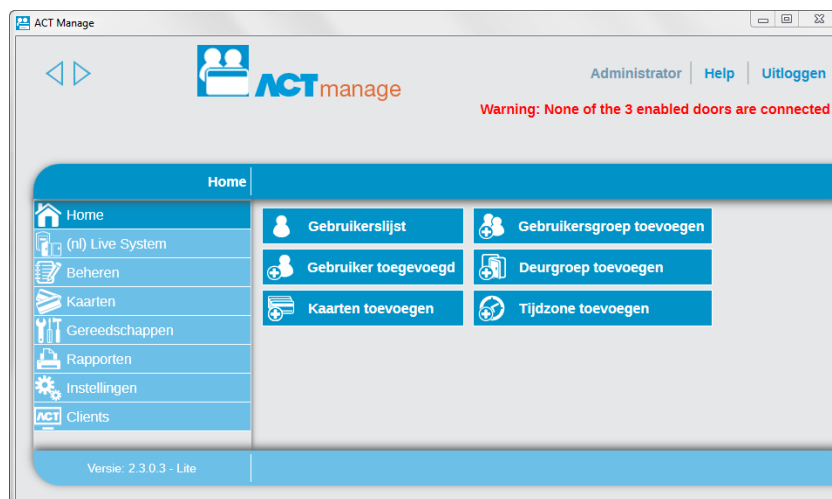 ACT Manage
ACTmanage
Administrator Help Uitloggen
Warning: None of the 3 enabled doors are connected
Home
Home
(nl) Live System
Beheren
Kaarten
Gereedschappen
Rapporten
Instellingen
ACT Clients
Gebruikerslijst
Gebruikersgroep toevoegen
Gebruiker toegevoegd
Deurgroep toevoegen
Kaarten toevoegen
Tijdzone toevoegen
Versie: 2.3.0.3 - Lite